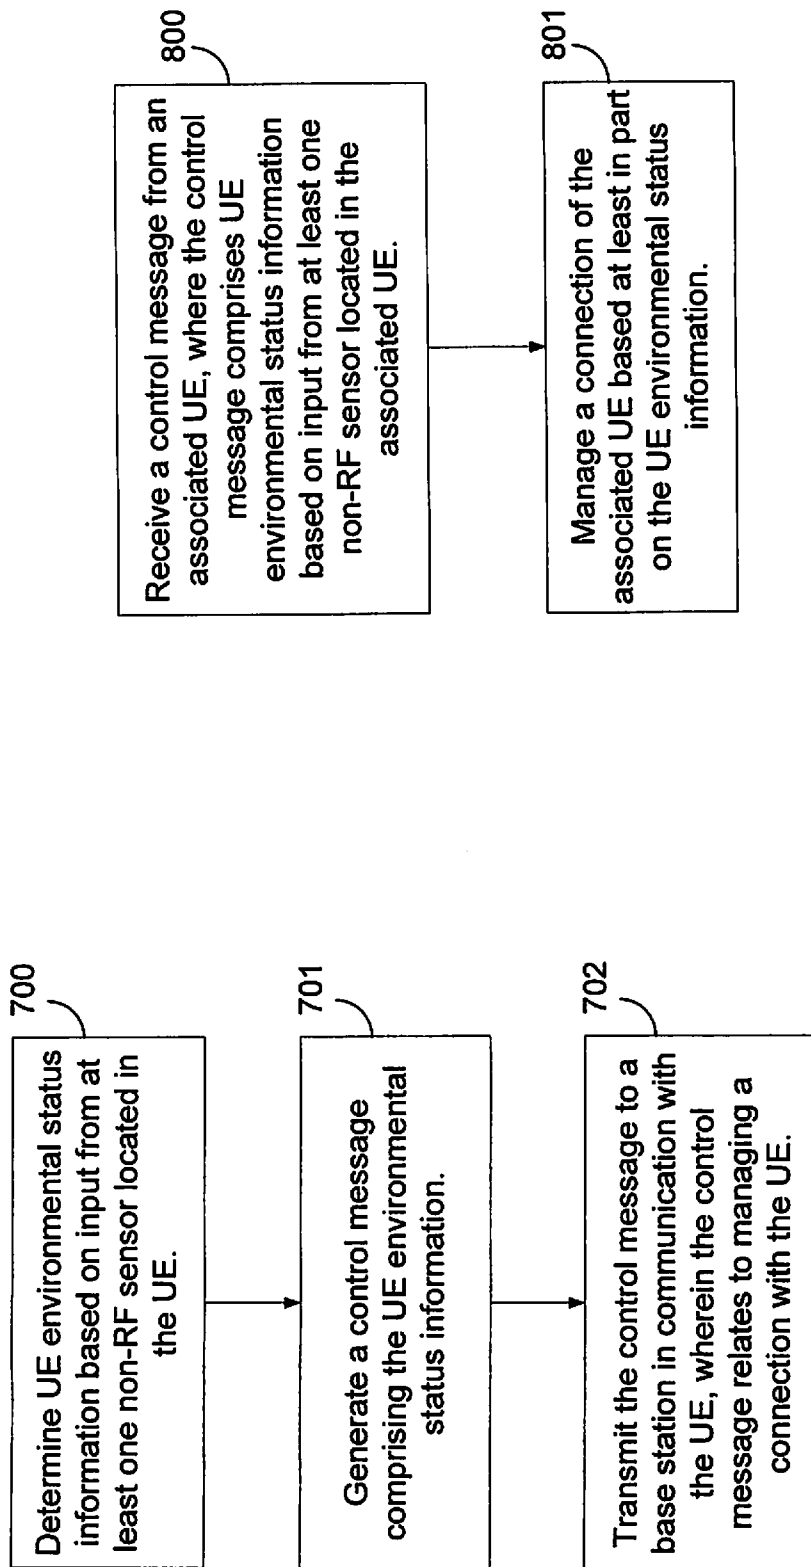 700
Determine UE environmental status
information based on input from at
least one non-RF sensor located in
the UE.
701
Generate a control message
comprising the UE environmental
status information.
702
Transmit the control message to a
base station in communication with
the UE, wherein the control
message relates to managing a
connection with the UE.
800
Receive a control message from an
associated UE, where the control
message comprises UE
environmental status information
based on input from at least one
non-RF sensor located in the
associated UE.
801
Manage a connection of the
associated UE based at least in part
on the UE environmental status
information.